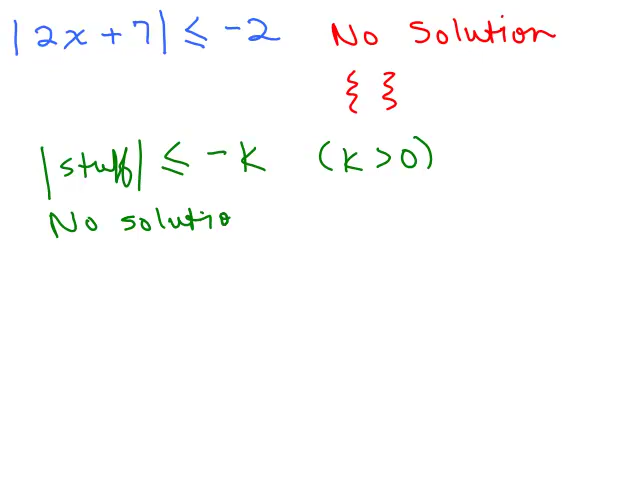 |2x + 7| ≤ -2 No Solution
{ }
|stuff| ≤ -K (K > 0)
No solutio